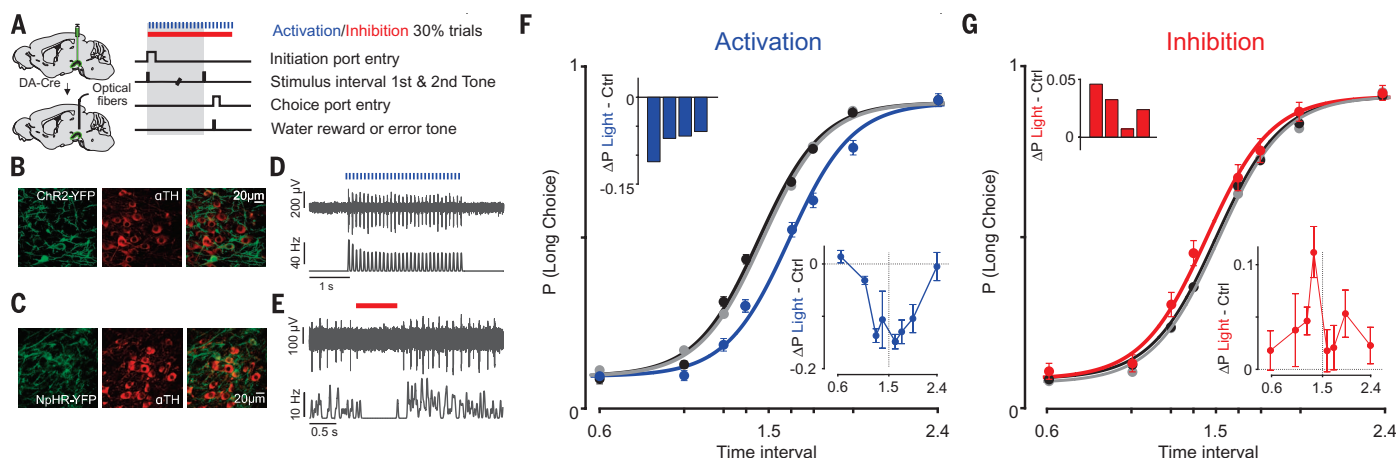 A
DA-Cre
Optical
fibers
Activation/Inhibition 30% trials
Initiation port entry
Stimulus interval 1st & 2nd Tone
Choice port entry
Water reward or error tone
B
ChR2-YFP
αTH
20µm
C
NpHR-YFP
αTH
20µm
D
200 µV
40 Hz
1 s
E
100 µV
10 Hz
0.5 s
F
Activation
1
P (Long Choice)
0
0.6
1.5
2.4
Time interval
0
-0.15
ΔP Light - Ctrl
0
-0.2
ΔP Light - Ctrl
0.6
1.5
2.4
G
Inhibition
1
P (Long Choice)
0
0.6
1.5
2.4
Time interval
0.05
0
ΔP Light - Ctrl
0.1
0
ΔP Light - Ctrl
0.6
1.5
2.4